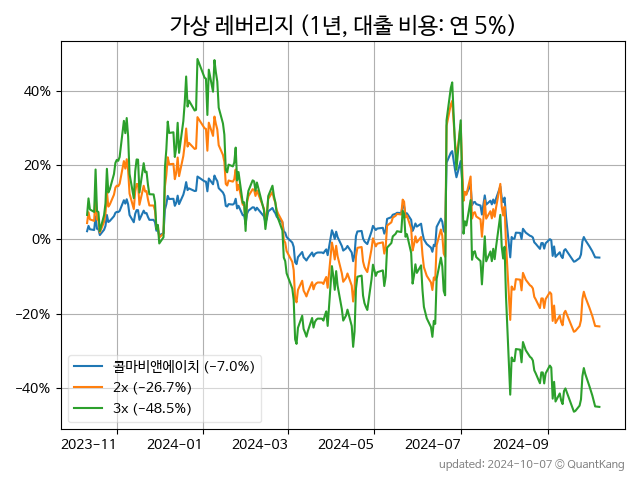 가상 레버리지 (1년, 대출 비용: 연 5%)
40%
20%
0%
−20%
−40%
콜마비앤에이치 (−7.0%)
2x (−26.7%)
3x (−48.5%)
2023-11 2024-01 2024-03 2024-05 2024-07 2024-09
updated: 2024-10-07 © QuantKang